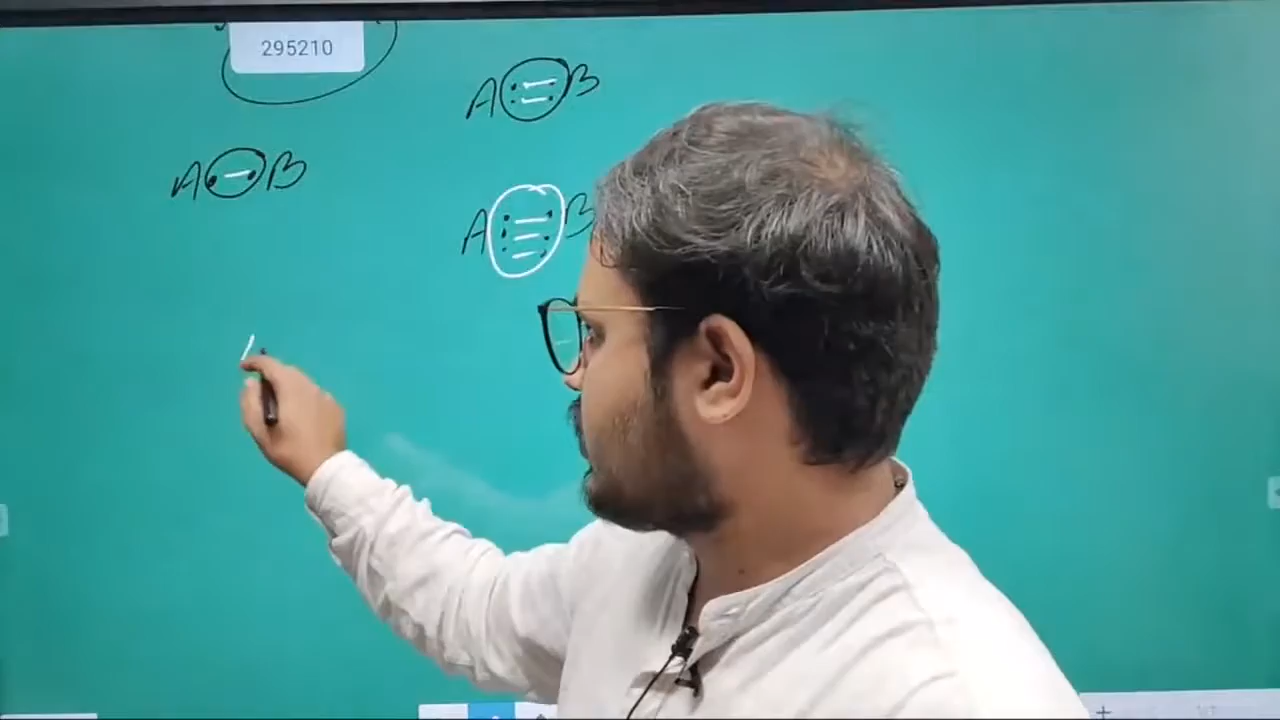 295210
A : = : B
A · - · B
A ⋮ ≡ ⋮ B